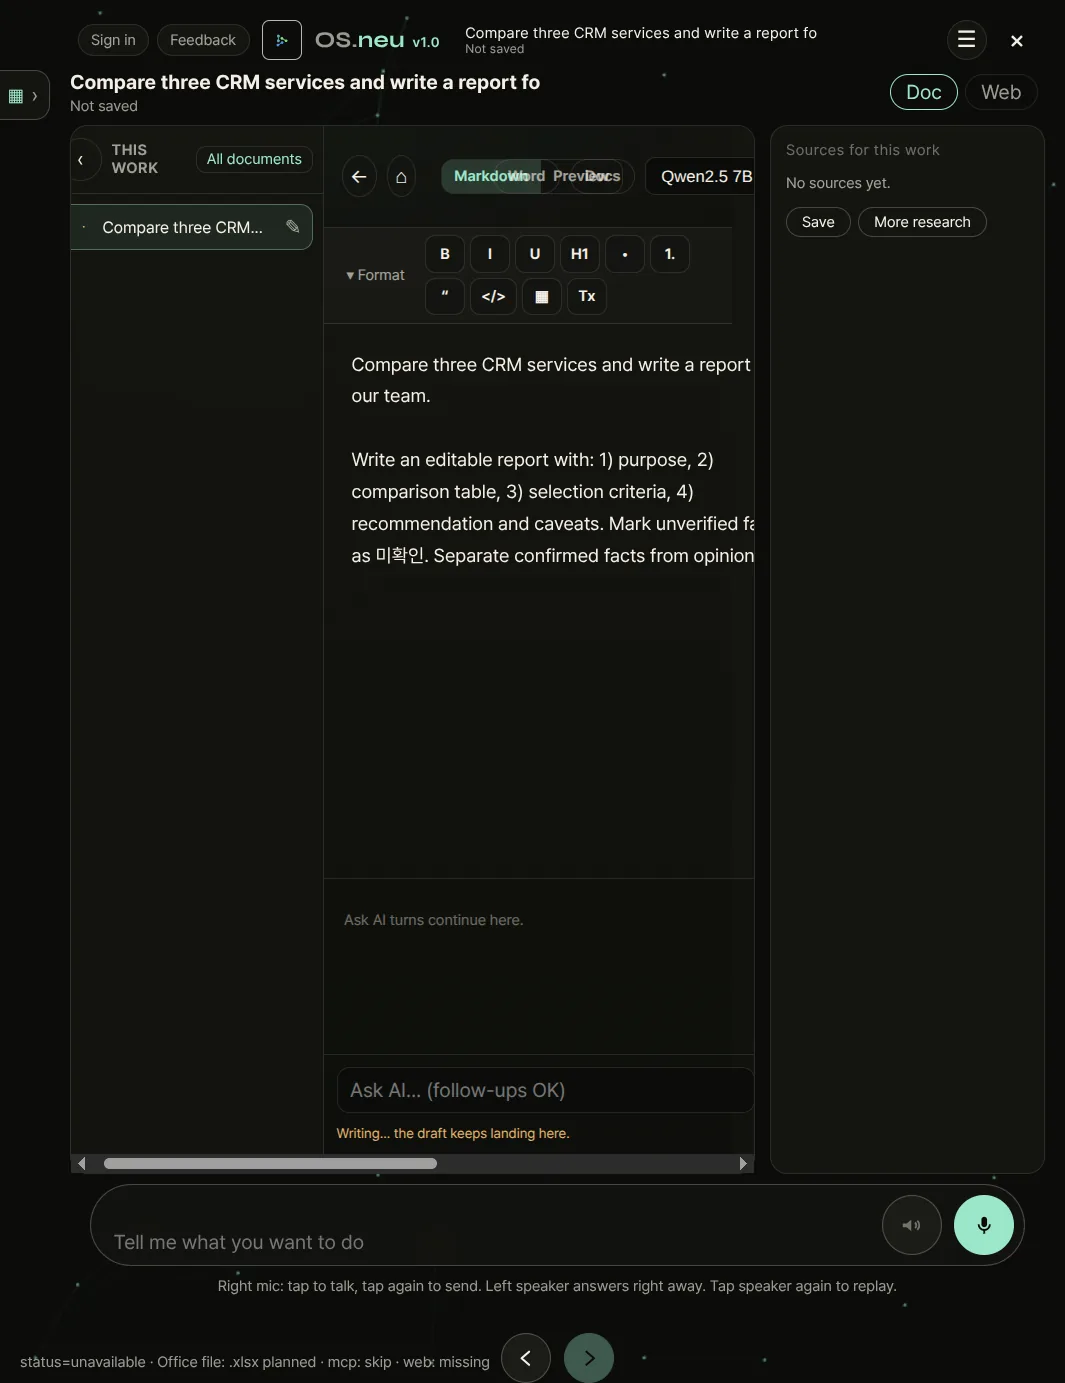 Sign in
Feedback
OS.neu v1.0
Compare three CRM services and write a report fo
Not saved
Compare three CRM services and write a report fo
Not saved
Doc
Web
THIS
WORK
All documents
Compare three CRM...
Markdown
Word
Preview
Docs
Qwen2.5 7B
▾ Format
B
I
U
H1
•
1.
“
</>
Tx
Compare three CRM services and write a report
our team.
Write an editable report with: 1) purpose, 2)
comparison table, 3) selection criteria, 4)
recommendation and caveats. Mark unverified fa
as 미확인. Separate confirmed facts from opinion
Ask AI turns continue here.
Ask AI... (follow-ups OK)
Writing... the draft keeps landing here.
Sources for this work
No sources yet.
Save
More research
Tell me what you want to do
Right mic: tap to talk, tap again to send. Left speaker answers right away. Tap speaker again to replay.
status=unavailable · Office file: .xlsx planned · mcp: skip · web: missing